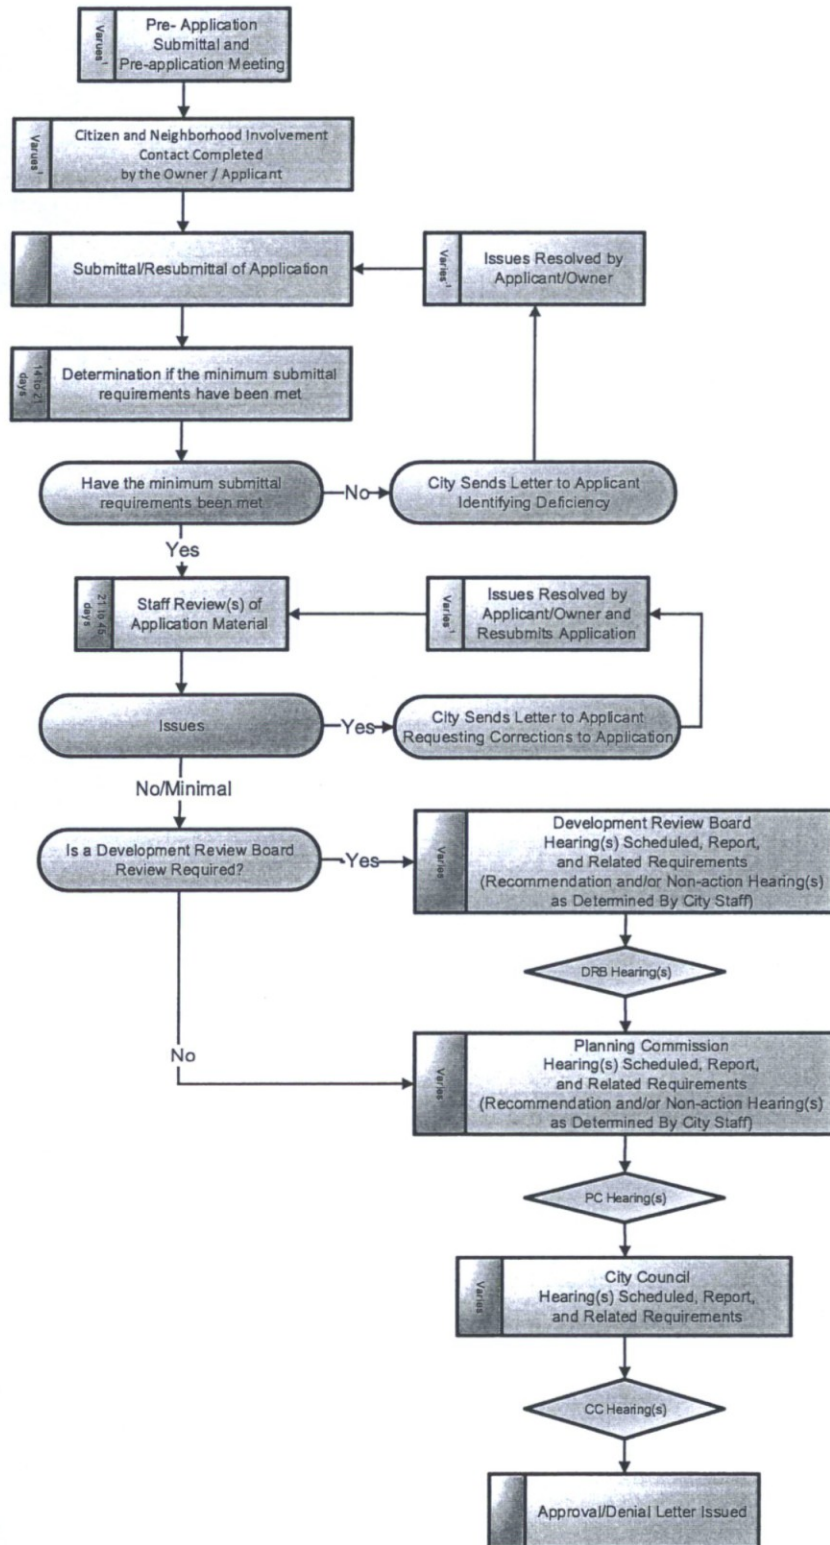 Varues¹
Pre- Application
Submittal and
Pre-application Meeting
Varues¹
Citizen and Neighborhood Involvement
Contact Completed
by the Owner / Applicant
Submittal/Resubmittal of Application
Varies¹
Issues Resolved by
Applicant/Owner
14 to 21
days
Determination if the minimum submittal
requirements have been met
Have the minimum submittal
requirements been met
No
City Sends Letter to Applicant
Identifying Deficiency
Yes
21 to 45
days
Staff Review(s) of
Application Material
Varies¹
Issues Resolved by
Applicant/Owner and
Resubmits Application
Issues
Yes
City Sends Letter to Applicant
Requesting Corrections to Application
No/Minimal
Is a Development Review Board
Review Required?
Yes
Varies
Development Review Board
Hearing(s) Scheduled, Report,
and Related Requirements
(Recommendation and/or Non-action Hearing(s)
as Determined By City Staff)
DRB Hearing(s)
No
Varies
Planning Commission
Hearing(s) Scheduled, Report,
and Related Requirements
(Recommendation and/or Non-action Hearing(s)
as Determined By City Staff)
PC Hearing(s)
Varies
City Council
Hearing(s) Scheduled, Report,
and Related Requirements
CC Hearing(s)
Approval/Denial Letter Issued